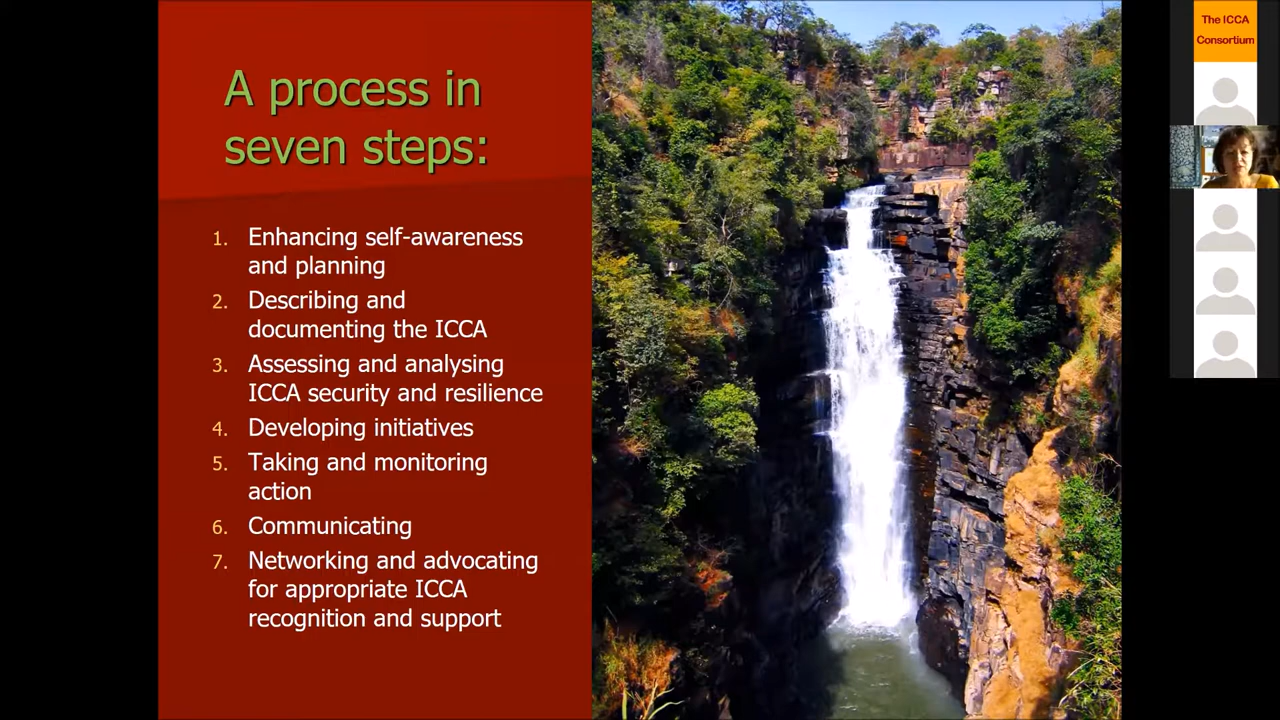 A process in
seven steps:
1. Enhancing self-awareness
and planning
2. Describing and
documenting the ICCA
3. Assessing and analysing
ICCA security and resilience
4. Developing initiatives
5. Taking and monitoring
action
6. Communicating
7. Networking and advocating
for appropriate ICCA
recognition and support
The ICCA
Consortium